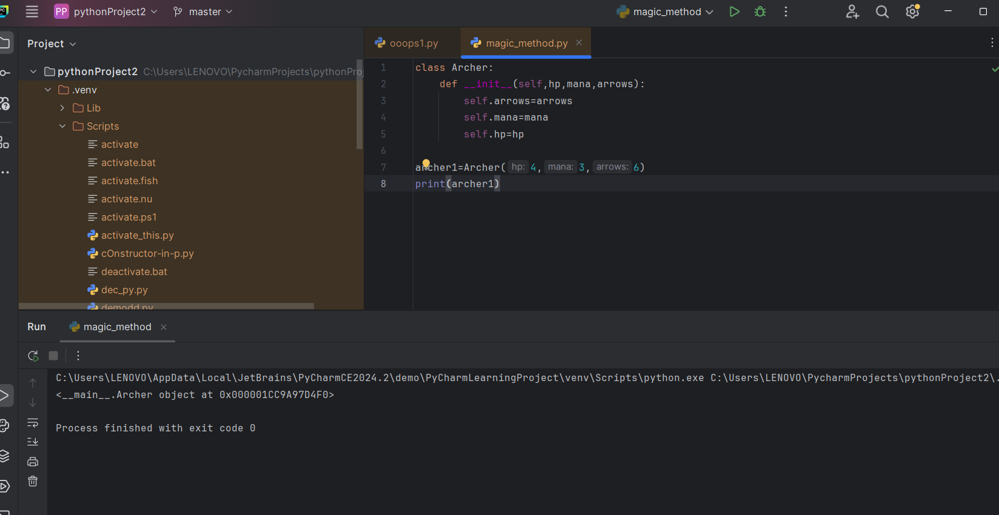 PC
PP pythonProject2 master magic_method
Project
pythonProject2 C:\Users\LENOVO\PycharmProjects\pythonPro
.venv
Lib
Scripts
activate
activate.bat
activate.fish
activate.nu
activate.ps1
activate_this.py
cOnstructor-in-p.py
deactivate.bat
dec_py.py
demodd.py
ooops1.py magic_method.py
1 class Archer:
2 def __init__(self,hp,mana,arrows):
3 self.arrows=arrows
4 self.mana=mana
5 self.hp=hp
6
7 archer1=Archer( hp: 4, mana: 3, arrows: 6)
8 print(archer1)
Run magic_method
C:\Users\LENOVO\AppData\Local\JetBrains\PyCharmCE2024.2\demo\PyCharmLearningProject\venv\Scripts\python.exe C:\Users\LENOVO\PycharmProjects\pythonProject2\.
<__main__.Archer object at 0x000001CC9A97D4F0>
Process finished with exit code 0